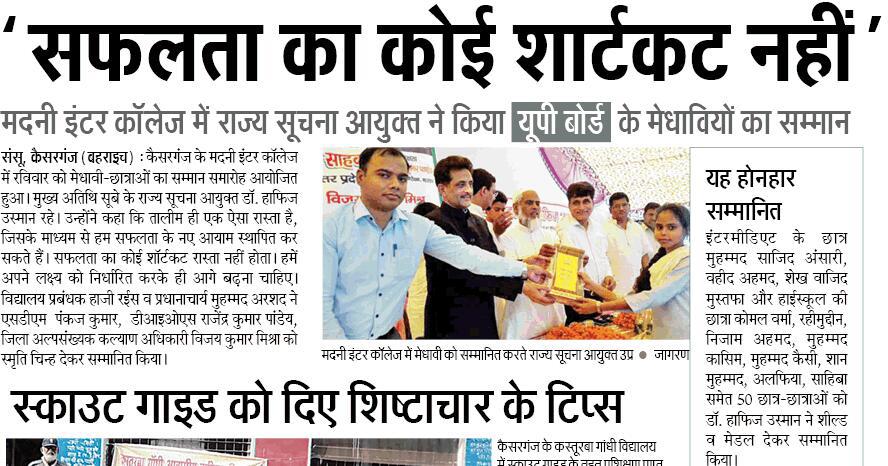 ‘सफलता का कोई शार्टकट नहीं’
मदनी इंटर कॉलेज में राज्य सूचना आयुक्त ने किया यूपी बोर्ड के मेधावियों का सम्मान
संसू, कैसरगंज (बहराइच) : कैसरगंज के मदनी इंटर कॉलेज
में रविवार को मेधावी-छात्राओं का सम्मान समारोह आयोजित
हुआ। मुख्य अतिथि सूबे के राज्य सूचना आयुक्त डॉ. हाफिज
उस्मान रहे। उन्होंने कहा कि तालीम ही एक ऐसा रास्ता है,
जिसके माध्यम से हम सफलता के नए आयाम स्थापित कर
सकते हैं। सफलता का कोई शॉर्टकट रास्ता नहीं होता। हमें
अपने लक्ष्य को निर्धारित करके ही आगे बढ़ना चाहिए।
विद्यालय प्रबंधक हाजी रईस व प्रधानाचार्य मुहम्मद अरशद ने
एसडीएम पंकज कुमार, डीआइओएस राजेंद्र कुमार पांडेय,
जिला अल्पसंख्यक कल्याण अधिकारी विजय कुमार मिश्रा को
स्मृति चिन्ह देकर सम्मानित किया।
मदनी इंटर कॉलेज में मेधावी को सम्मानित करते राज्य सूचना आयुक्त उप्र ● जागरण
यह होनहार
सम्मानित
इंटरमीडिएट के छात्र
मुहम्मद साजिद अंसारी,
वहीद अहमद, शेख वाजिद
मुस्तफा और हाईस्कूल की
छात्रा कोमल वर्मा, रहीमुद्दीन,
निजाम अहमद, मुहम्मद
कासिम, मुहम्मद कैसी, शान
मुहम्मद, अलफिया, साहिबा
समेत 50 छात्र-छात्राओं को
डॉ. हाफिज उस्मान ने शील्ड
व मेडल देकर सम्मानित
किया।
स्काउट गाइड को दिए शिष्टाचार के टिप्स
कैसरगंज के कस्तूरबा गांधी विद्यालय
में स्काउट गाइड के